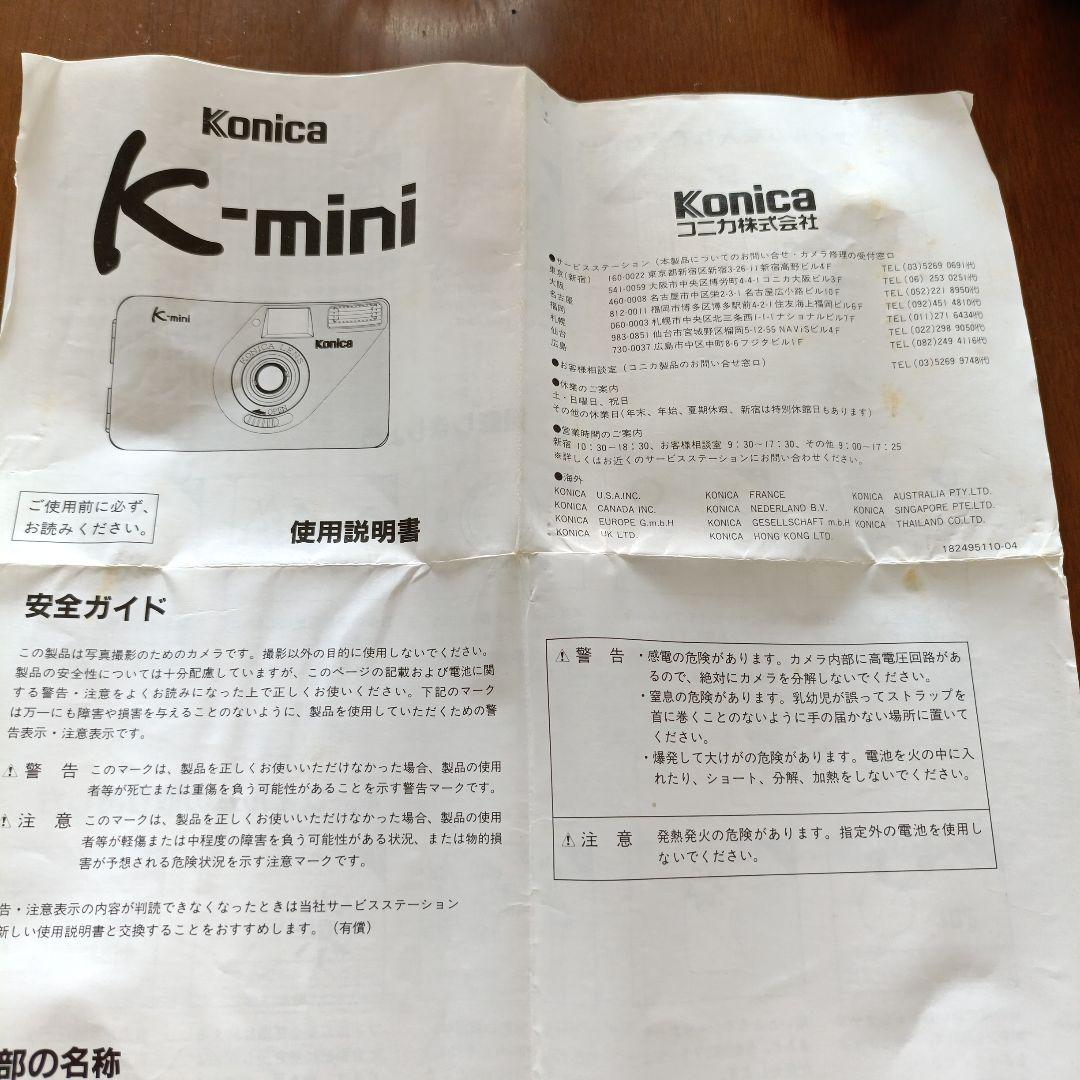 Konica
K-mini
K-mini
Konica
KONICA LENS
OPEN
ご使用前に必ず、
お読みください。
使用説明書
Konica
コニカ株式会社
●サービスステーション(本製品についてのお問い合せ・カメラ修理の受付窓口
東京(新宿) 160-0022 東京都新宿区新宿3-26-11新宿高野ビル4F TEL(03)5269 0691(代
大阪 541-0059 大阪市中央区博労町4-4-1コニカ大阪ビル3F TEL(06) 253 0251(代
名古屋 460-0008 名古屋市中区栄2-3-1名古屋広小路ビル10F TEL(052)221 8950(代
福岡 812-0011 福岡市博多区博多駅前4-2-1住友海上福岡ビル6F TEL(092)451 4810(代
札幌 060-0003 札幌市中央区北三条西1-1-1ナショナルビル7F TEL(011)271 6434(代
仙台 983-0851 仙台市宮城野区榴岡5-12-55 NAViSビル4F TEL(022)298 9050(代
広島 730-0037 広島市中区中町8-6フジタビル1F TEL(082)249 4116(代
●お客様相談室(コニカ製品のお問い合せ窓口) TEL(03)5269 9748(代
●休業のご案内
土・日曜日、祝日
その他の休業日(年末、年始、夏期休暇、新宿は特別休館日もあります)
●営業時間のご案内
新宿 10:30~18:30、お客様相談室 9:30~17:30、その他 9:00~17:25
※詳しくはお近くのサービスステーションにお問い合わせください。
●海外
KONICA U.S.A.INC. KONICA FRANCE KONICA AUSTRALIA PTY.LTD.
KONICA CANADA INC. KONICA NEDERLAND B.V. KONICA SINGAPORE PTE.LTD.
KONICA EUROPE G.m.b.H KONICA GESELLSCHAFT m.b.H KONICA THAILAND CO.LTD.
KONICA UK LTD. KONICA HONG KONG LTD.
182495110-04
安全ガイド
この製品は写真撮影のためのカメラです。撮影以外の目的に使用しないでください。
製品の安全性については十分配慮していますが、このページの記載および電池に関
する警告・注意をよくお読みになった上で正しくお使いください。下記のマーク
は万一にも障害や損害を与えることのないように、製品を使用していただくための警
告表示・注意表示です。
⚠ 警 告 このマークは、製品を正しくお使いいただけなかった場合、製品の使用
者等が死亡または重傷を負う可能性があることを示す警告マークです。
⚠ 注 意 このマークは、製品を正しくお使いいただけなかった場合、製品の使用
者等が軽傷または中程度の障害を負う可能性がある状況、または物的損
害が予想される危険状況を示す注意マークです。
告・注意表示の内容が判読できなくなったときは当社サービスステーション
新しい使用説明書と交換することをおすすめします。(有償)
⚠ 警 告 ・感電の危険があります。カメラ内部に高電圧回路があ
るので、絶対にカメラを分解しないでください。
・窒息の危険があります。乳幼児が誤ってストラップを
首に巻くことのないように手の届かない場所に置いて
ください。
・爆発して大けがの危険があります。電池を火の中に入
れたり、ショート、分解、加熱をしないでください。
⚠ 注 意 発熱発火の危険があります。指定外の電池を使用し
ないでください。
部の名称